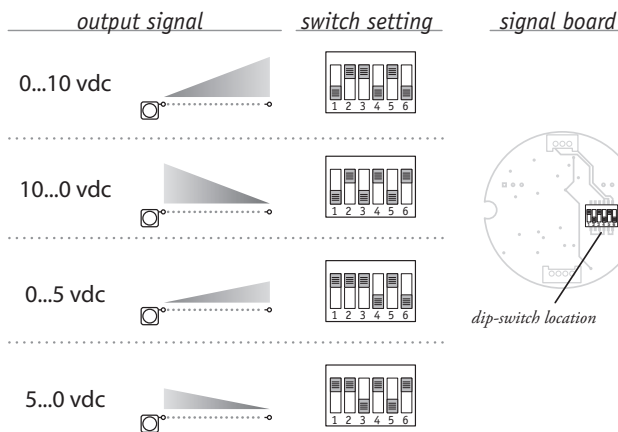 output signal switch setting signal board
0...10 vdc
1 2 3 4 5 6
10...0 vdc
1 2 3 4 5 6
0...5 vdc
1 2 3 4 5 6
dip-switch location
5...0 vdc
1 2 3 4 5 6